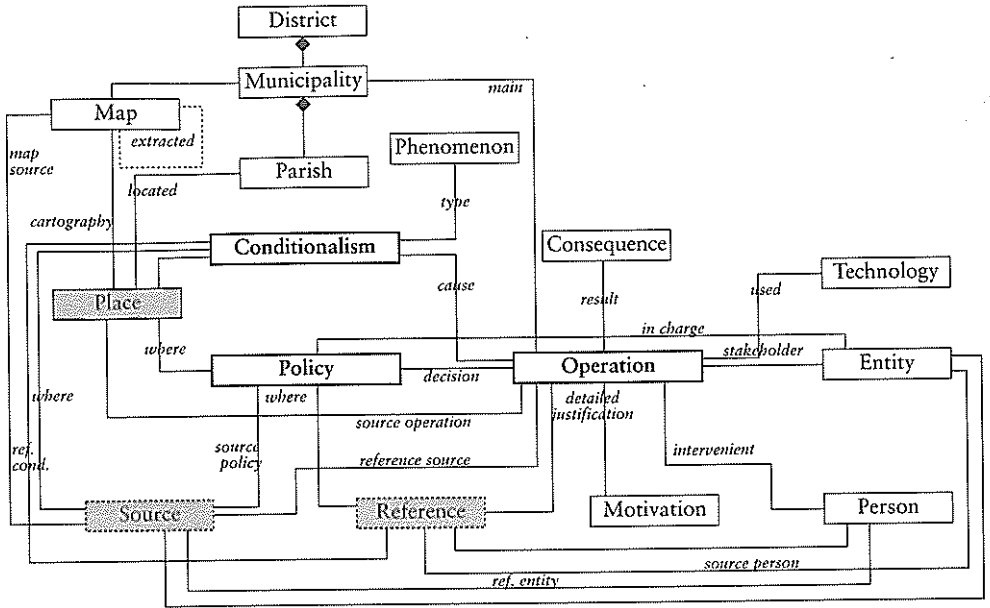 District
Municipality
main
Map
extracted
Phenomenon
map
source
Parish
located
type
cartography
Conditionalism
Consequence
Technology
cause
used
Place
result
in charge
where
stakeholder
Policy
Operation
Entity
decision
where
where
detailed
justification
source operation
ref.
cond.
source
policy
reference source
intervenient
Source
Reference
Motivation
Person
source person
ref. entity